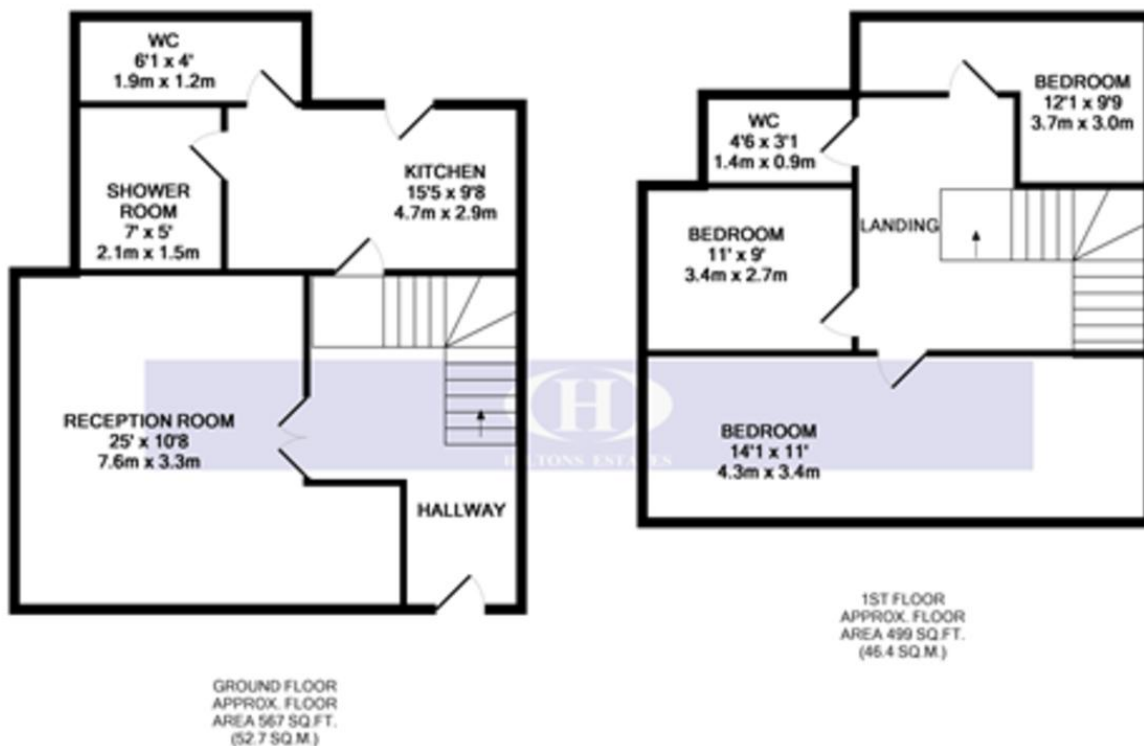 WC
6'1 x 4'
1.9m x 1.2m
SHOWER
ROOM
7' x 5'
2.1m x 1.5m
KITCHEN
15'5 x 9'8
4.7m x 2.9m
RECEPTION ROOM
25' x 10'8
7.6m x 3.3m
HALLWAY
GROUND FLOOR
APPROX. FLOOR
AREA 567 SQ.FT.
(52.7 SQ.M.)
BEDROOM
12'1 x 9'9
3.7m x 3.0m
WC
4'6 x 3'1
1.4m x 0.9m
LANDING
BEDROOM
11' x 9'
3.4m x 2.7m
BEDROOM
14'1 x 11'
4.3m x 3.4m
1ST FLOOR
APPROX. FLOOR
AREA 499 SQ.FT.
(46.4 SQ.M.)
H
HILTONS ESTATES